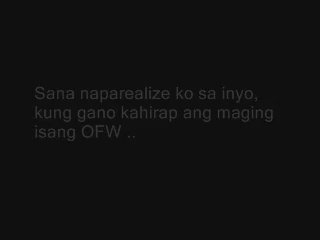 Sana naparealize ko sa inyo,
kung gano kahirap ang maging
isang OFW ..